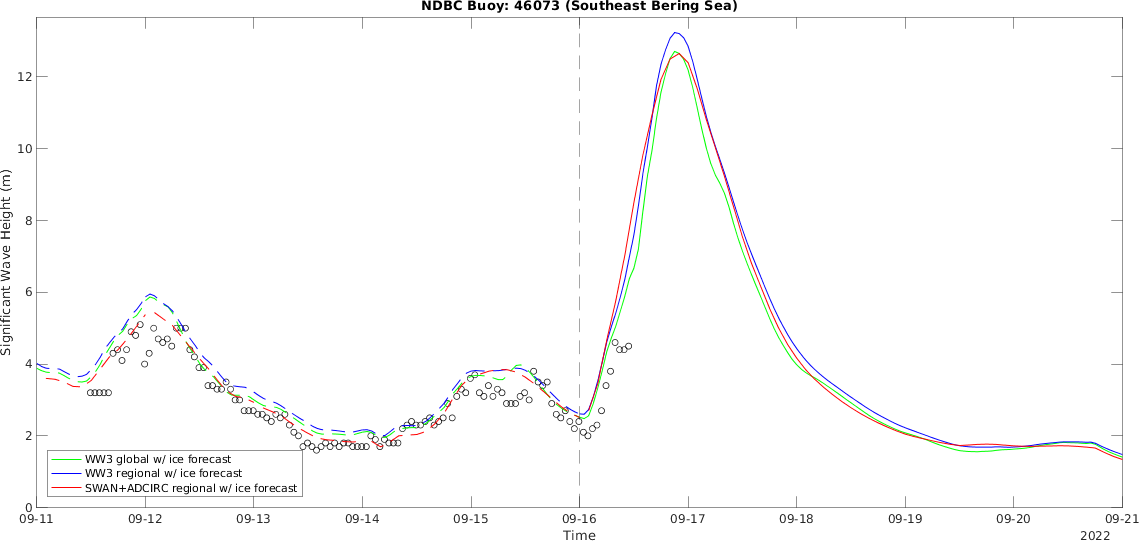 NDBC Buoy: 46073 (Southeast Bering Sea)
12
10
8
6
4
2
0
Significant Wave Height (m)
WW3 global w/ ice forecast
WW3 regional w/ ice forecast
SWAN+ADCIRC regional w/ ice forecast
09-11 09-12 09-13 09-14 09-15 09-16 09-17 09-18 09-19 09-20 09-21
Time
2022